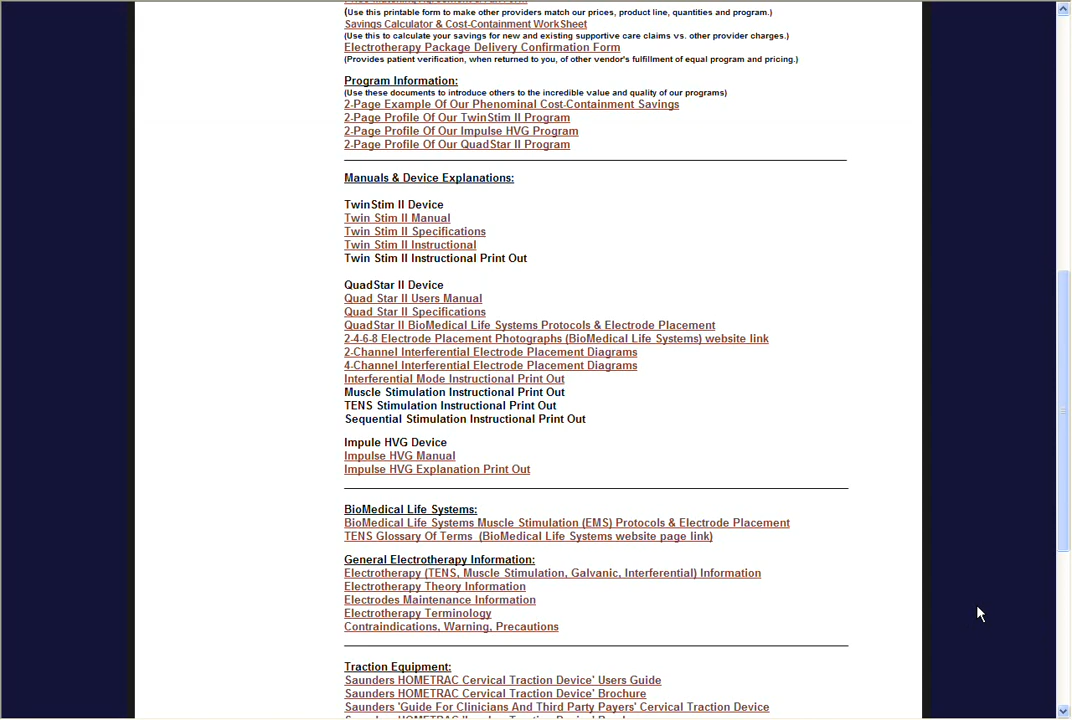 (Use this printable form to make other providers match our prices, product line, quantities and program.)
Savings Calculator & Cost-Containment WorkSheet
(Use this to calculate your savings for new and existing supportive care claims vs. other provider charges.)
Electrotherapy Package Delivery Confirmation Form
(Provides patient verification, when returned to you, of other vendor's fulfillment of equal program and pricing.)
Program Information:
(Use these documents to introduce others to the incredible value and quality of our programs)
2-Page Example Of Our Phenominal Cost-Containment Savings
2-Page Profile Of Our TwinStim II Program
2-Page Profile Of Our Impulse HVG Program
2-Page Profile Of Our QuadStar II Program
Manuals & Device Explanations:
TwinStim II Device
Twin Stim II Manual
Twin Stim II Specifications
Twin Stim II Instructional
Twin Stim II Instructional Print Out
QuadStar II Device
Quad Star II Users Manual
Quad Star II Specifications
QuadStar II BioMedical Life Systems Protocols & Electrode Placement
2-4-6-8 Electrode Placement Photographs (BioMedical Life Systems) website link
2-Channel Interferential Electrode Placement Diagrams
4-Channel Interferential Electrode Placement Diagrams
Interferential Mode Instructional Print Out
Muscle Stimulation Instructional Print Out
TENS Stimulation Instructional Print Out
Sequential Stimulation Instructional Print Out
Impule HVG Device
Impulse HVG Manual
Impulse HVG Explanation Print Out
BioMedical Life Systems:
BioMedical Life Systems Muscle Stimulation (EMS) Protocols & Electrode Placement
TENS Glossary Of Terms (BioMedical Life Systems website page link)
General Electrotherapy Information:
Electrotherapy (TENS, Muscle Stimulation, Galvanic, Interferential) Information
Electrotherapy Theory Information
Electrodes Maintenance Information
Electrotherapy Terminology
Contraindications, Warning, Precautions
Traction Equipment:
Saunders HOMETRAC Cervical Traction Device' Users Guide
Saunders HOMETRAC Cervical Traction Device' Brochure
Saunders 'Guide For Clinicians And Third Party Payers' Cervical Traction Device